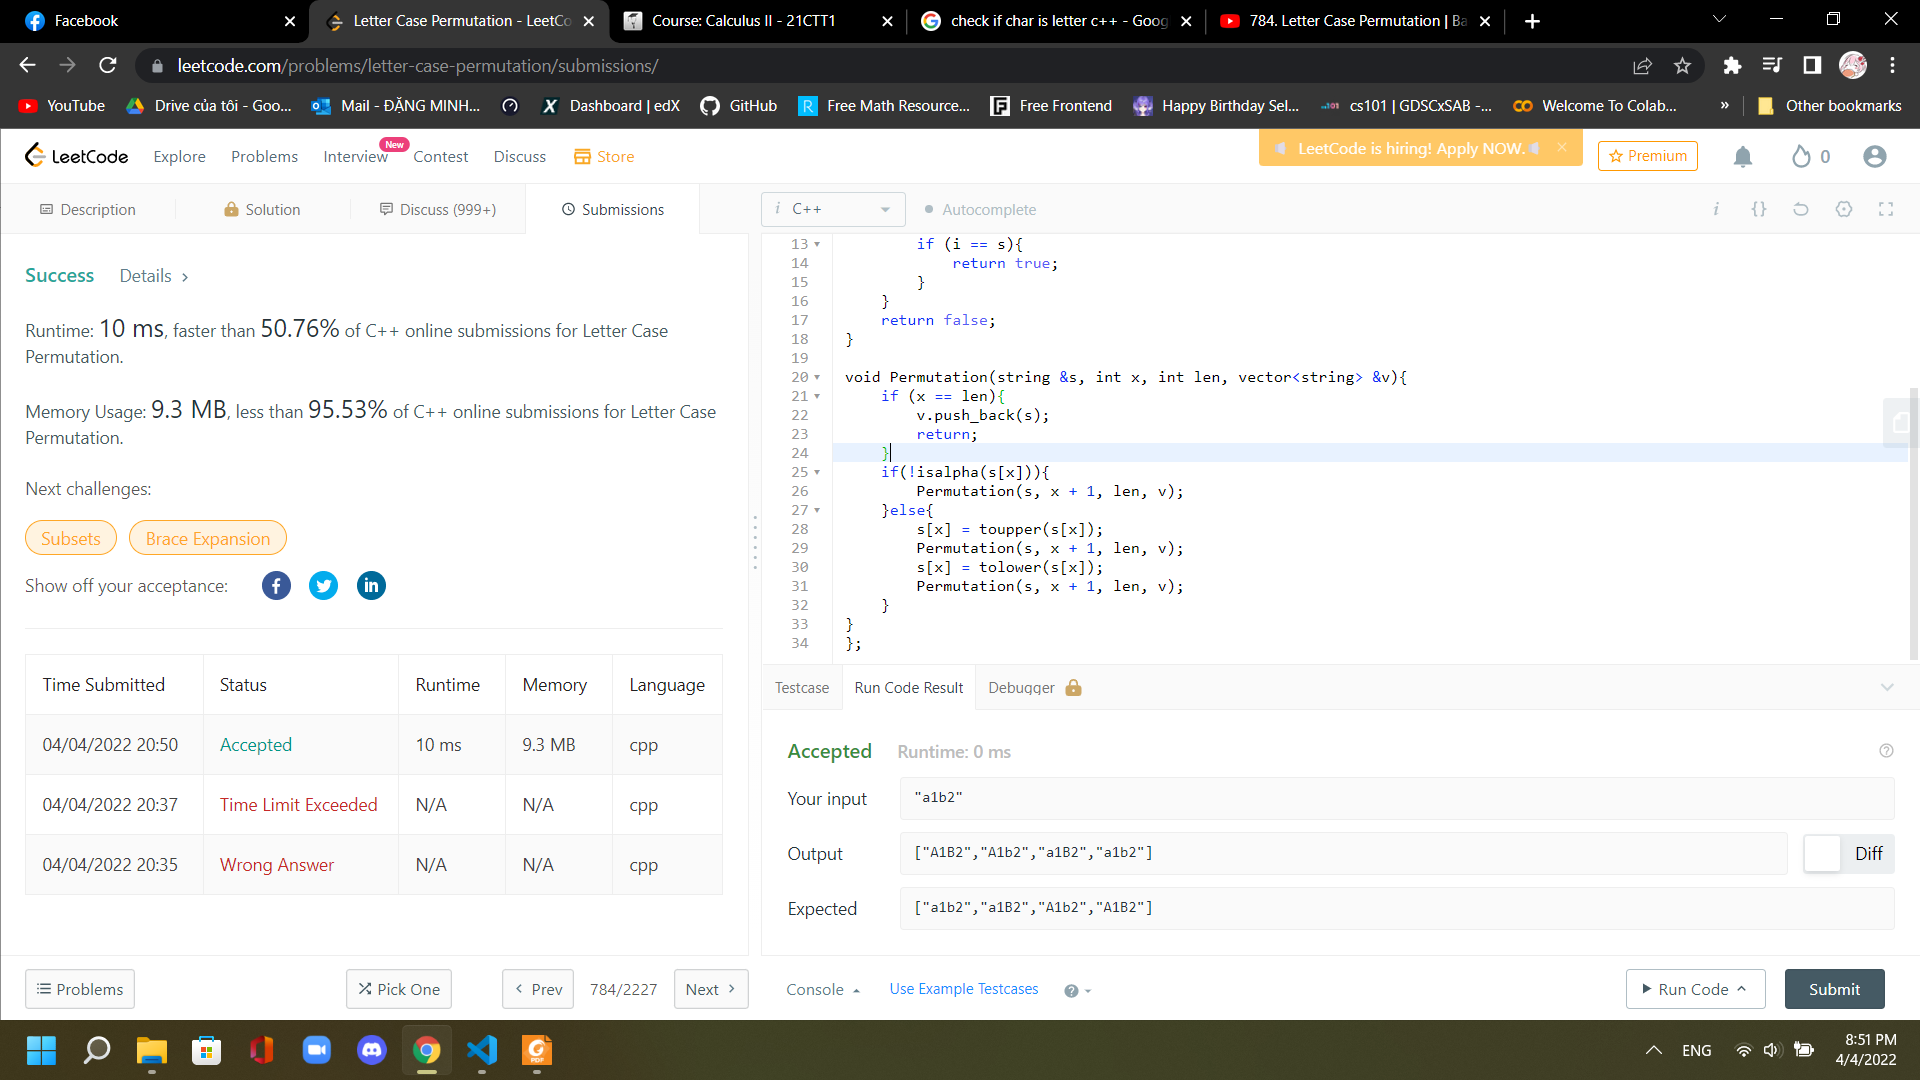 Facebook
Letter Case Permutation - LeetCo
Course: Calculus II - 21CTT1
check if char is letter c++ - Goog
784. Letter Case Permutation | Ba
leetcode.com/problems/letter-case-permutation/submissions/
YouTube
Drive của tôi - Goo...
Mail - ĐẶNG MINH...
Dashboard | edX
GitHub
Free Math Resource...
Free Frontend
Happy Birthday Sel...
cs101 | GDSCxSAB -...
Welcome To Colab...
»
Other bookmarks
LeetCode
Explore
Problems
Interview
New
Contest
Discuss
Store
LeetCode is hiring! Apply NOW.
Premium
0
Description
Solution
Discuss (999+)
Submissions
i C++
Autocomplete
Success
Details
Runtime: 10 ms, faster than 50.76% of C++ online submissions for Letter Case
Permutation.
Memory Usage: 9.3 MB, less than 95.53% of C++ online submissions for Letter Case
Permutation.
Next challenges:
Subsets
Brace Expansion
Show off your acceptance:
Time Submitted Status Runtime Memory Language
04/04/2022 20:50 Accepted 10 ms 9.3 MB cpp
04/04/2022 20:37 Time Limit Exceeded N/A N/A cpp
04/04/2022 20:35 Wrong Answer N/A N/A cpp
13 if (i == s){
14 return true;
15 }
16 }
17 return false;
18 }
19
20 void Permutation(string &s, int x, int len, vector<string> &v){
21 if (x == len){
22 v.push_back(s);
23 return;
24 }
25 if(!isalpha(s[x])){
26 Permutation(s, x + 1, len, v);
27 }else{
28 s[x] = toupper(s[x]);
29 Permutation(s, x + 1, len, v);
30 s[x] = tolower(s[x]);
31 Permutation(s, x + 1, len, v);
32 }
33 }
34 };
Testcase
Run Code Result
Debugger
Accepted
Runtime: 0 ms
Your input
"a1b2"
Output
["A1B2","A1b2","a1B2","a1b2"]
Diff
Expected
["a1b2","a1B2","A1b2","A1B2"]
Problems
Pick One
Prev
784/2227
Next
Console
Use Example Testcases
Run Code
Submit
ENG
8:51 PM
4/4/2022